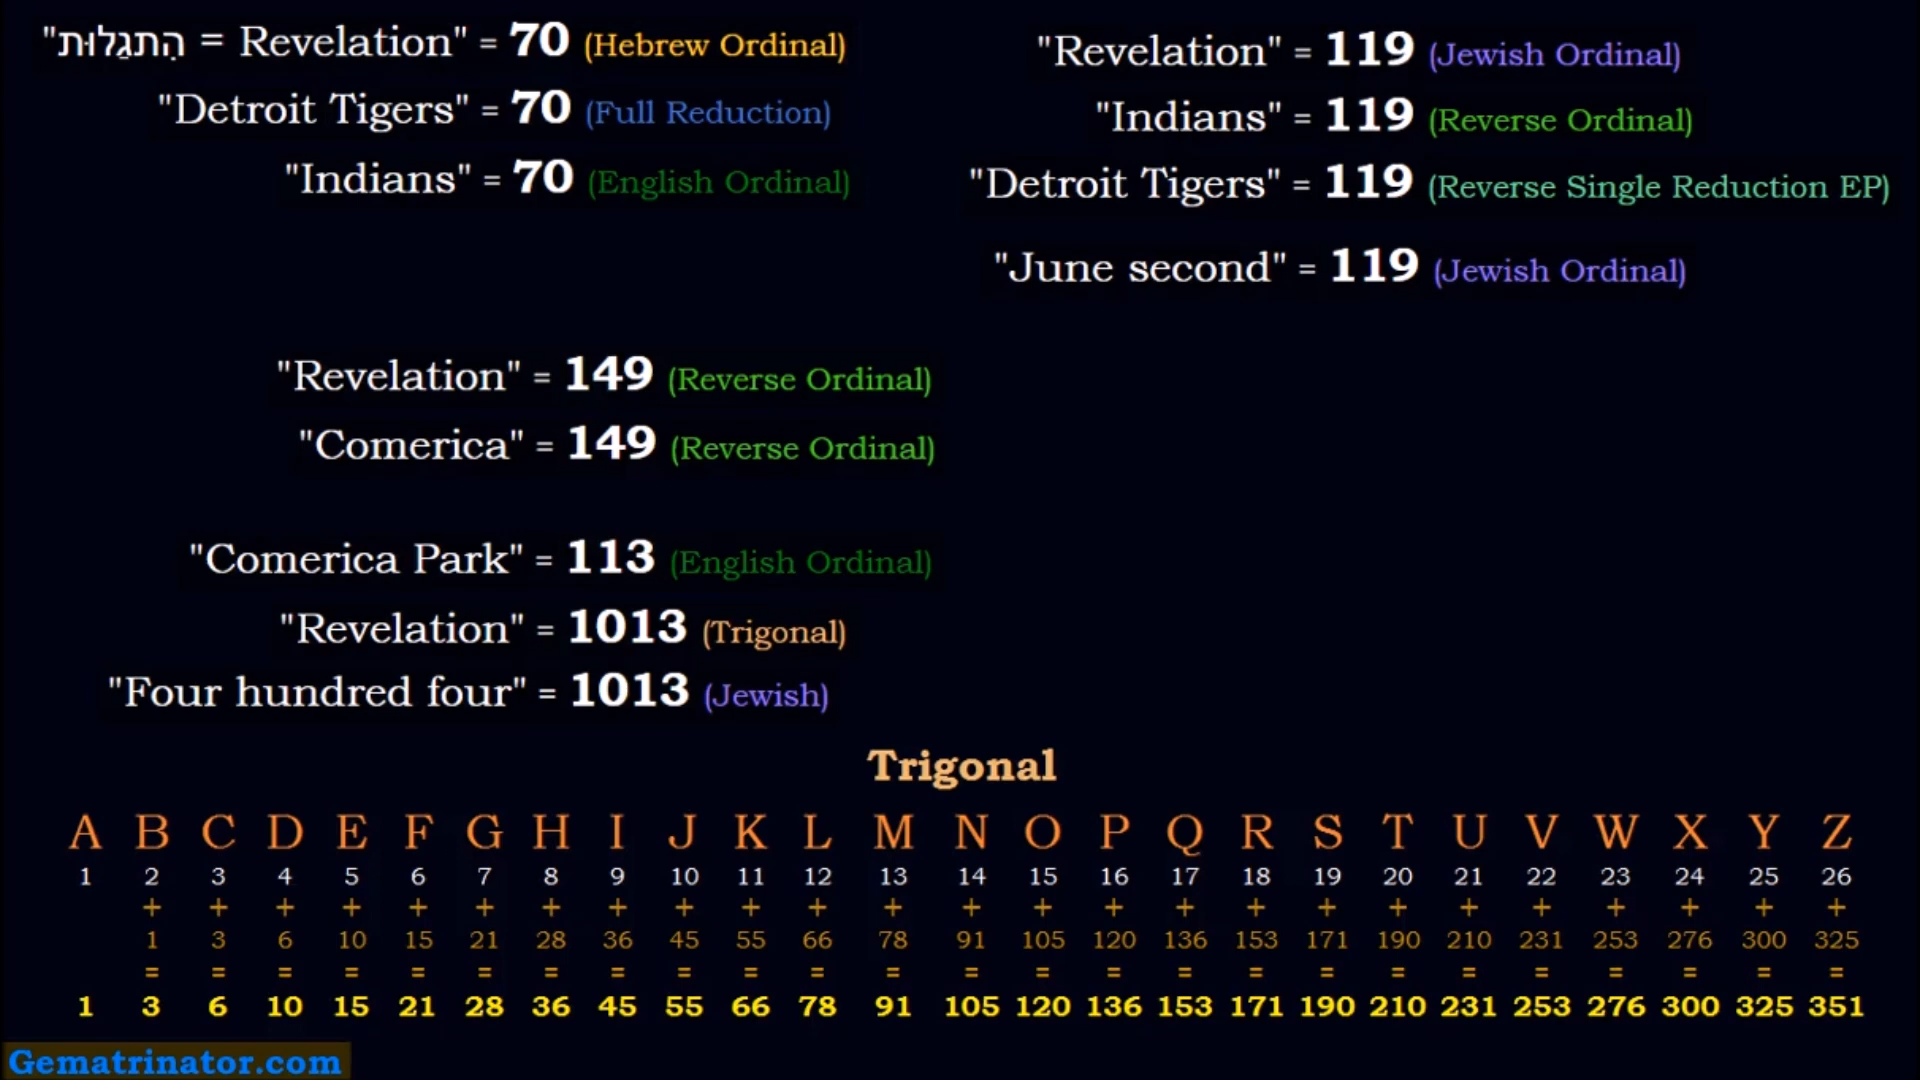 "הִתגַלוּת = Revelation" = 70 (Hebrew Ordinal)
"Detroit Tigers" = 70 (Full Reduction)
"Indians" = 70 (English Ordinal)
"Revelation" = 119 (Jewish Ordinal)
"Indians" = 119 (Reverse Ordinal)
"Detroit Tigers" = 119 (Reverse Single Reduction EP)
"June second" = 119 (Jewish Ordinal)
"Revelation" = 149 (Reverse Ordinal)
"Comerica" = 149 (Reverse Ordinal)
"Comerica Park" = 113 (English Ordinal)
"Revelation" = 1013 (Trigonal)
"Four hundred four" = 1013 (Jewish)
Trigonal
A B C D E F G H I J K L M N O P Q R S T U V W X Y Z
1 2 3 4 5 6 7 8 9 10 11 12 13 14 15 16 17 18 19 20 21 22 23 24 25 26
+ + + + + + + + + + + + + + + + + + + + + + + + +
1 3 6 10 15 21 28 36 45 55 66 78 91 105 120 136 153 171 190 210 231 253 276 300 325
= = = = = = = = = = = = = = = = = = = = = = = = =
1 3 6 10 15 21 28 36 45 55 66 78 91 105 120 136 153 171 190 210 231 253 276 300 325 351
Gematrinator.com